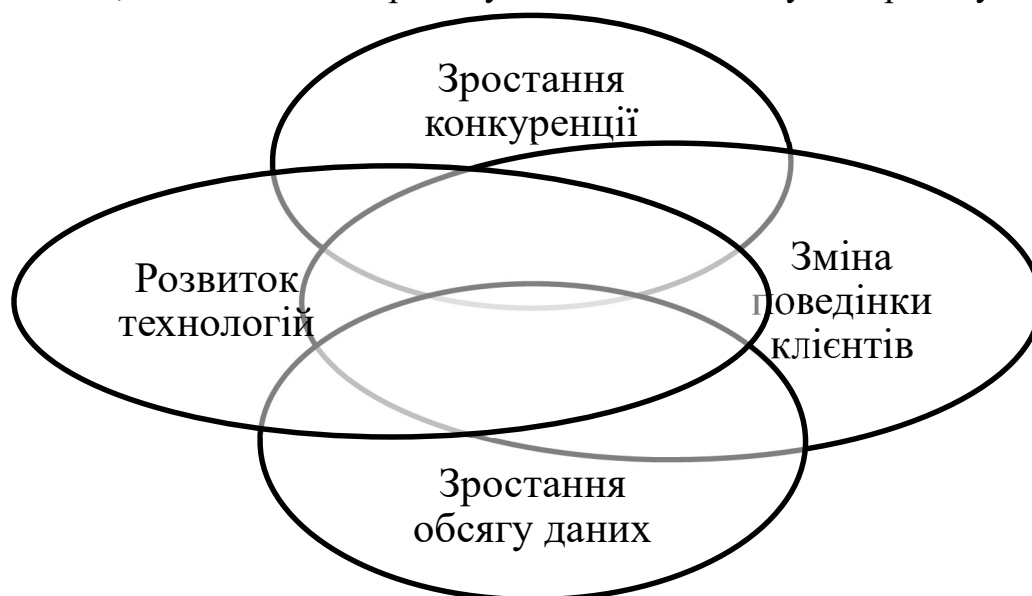 Зростання
конкуренції
Розвиток
технологій
Зміна
поведінки
клієнтів
Зростання
обсягу даних